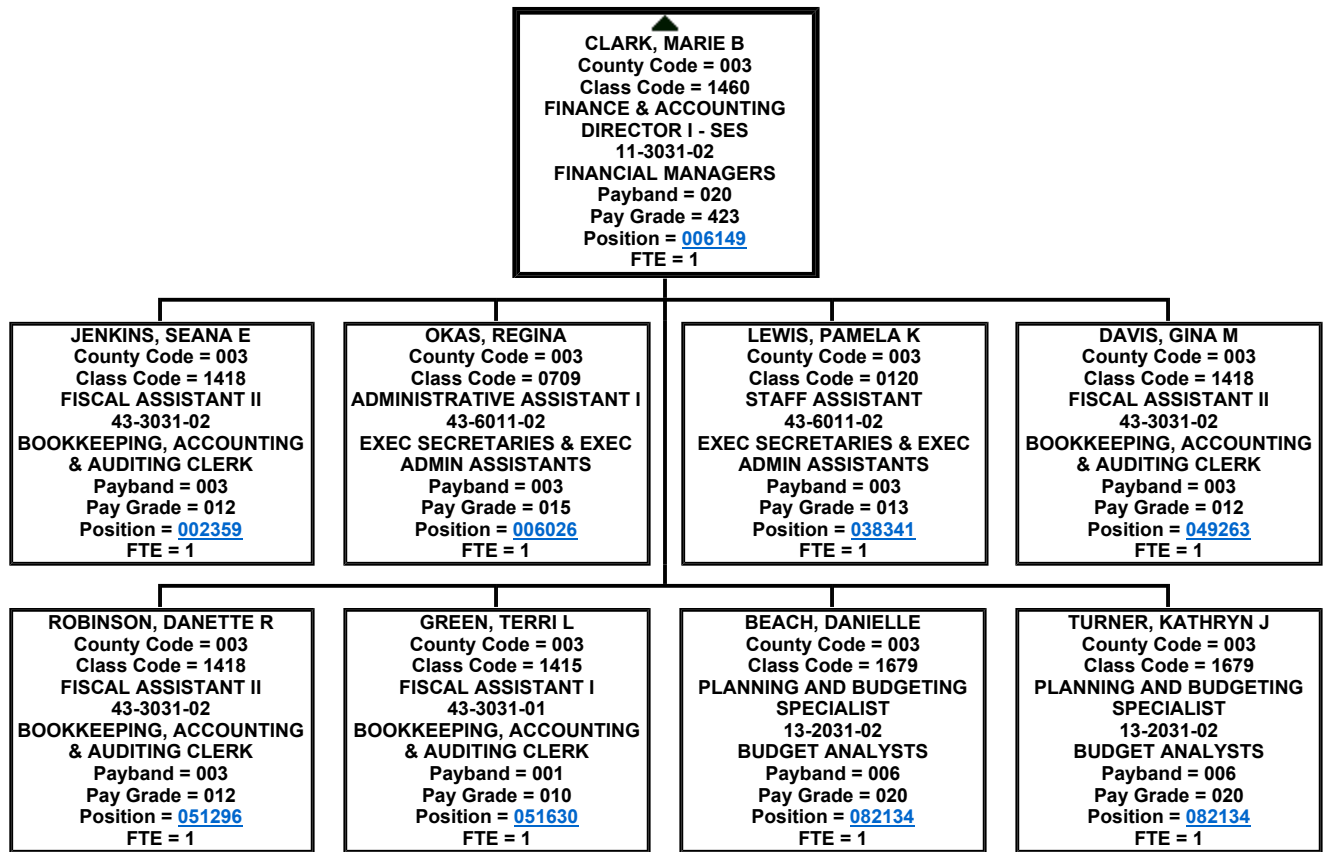 CLARK, MARIE B
County Code = 003
Class Code = 1460
FINANCE & ACCOUNTING
DIRECTOR I - SES
11-3031-02
FINANCIAL MANAGERS
Payband = 020
Pay Grade = 423
Position = 006149
FTE = 1
JENKINS, SEANA E
County Code = 003
Class Code = 1418
FISCAL ASSISTANT II
43-3031-02
BOOKKEEPING, ACCOUNTING
& AUDITING CLERK
Payband = 003
Pay Grade = 012
Position = 002359
FTE = 1
OKAS, REGINA
County Code = 003
Class Code = 0709
ADMINISTRATIVE ASSISTANT I
43-6011-02
EXEC SECRETARIES & EXEC
ADMIN ASSISTANTS
Payband = 003
Pay Grade = 015
Position = 006026
FTE = 1
LEWIS, PAMELA K
County Code = 003
Class Code = 0120
STAFF ASSISTANT
43-6011-02
EXEC SECRETARIES & EXEC
ADMIN ASSISTANTS
Payband = 003
Pay Grade = 013
Position = 038341
FTE = 1
DAVIS, GINA M
County Code = 003
Class Code = 1418
FISCAL ASSISTANT II
43-3031-02
BOOKKEEPING, ACCOUNTING
& AUDITING CLERK
Payband = 003
Pay Grade = 012
Position = 049263
FTE = 1
ROBINSON, DANETTE R
County Code = 003
Class Code = 1418
FISCAL ASSISTANT II
43-3031-02
BOOKKEEPING, ACCOUNTING
& AUDITING CLERK
Payband = 003
Pay Grade = 012
Position = 051296
FTE = 1
GREEN, TERRI L
County Code = 003
Class Code = 1415
FISCAL ASSISTANT I
43-3031-01
BOOKKEEPING, ACCOUNTING
& AUDITING CLERK
Payband = 001
Pay Grade = 010
Position = 051630
FTE = 1
BEACH, DANIELLE
County Code = 003
Class Code = 1679
PLANNING AND BUDGETING
SPECIALIST
13-2031-02
BUDGET ANALYSTS
Payband = 006
Pay Grade = 020
Position = 082134
FTE = 1
TURNER, KATHRYN J
County Code = 003
Class Code = 1679
PLANNING AND BUDGETING
SPECIALIST
13-2031-02
BUDGET ANALYSTS
Payband = 006
Pay Grade = 020
Position = 082134
FTE = 1